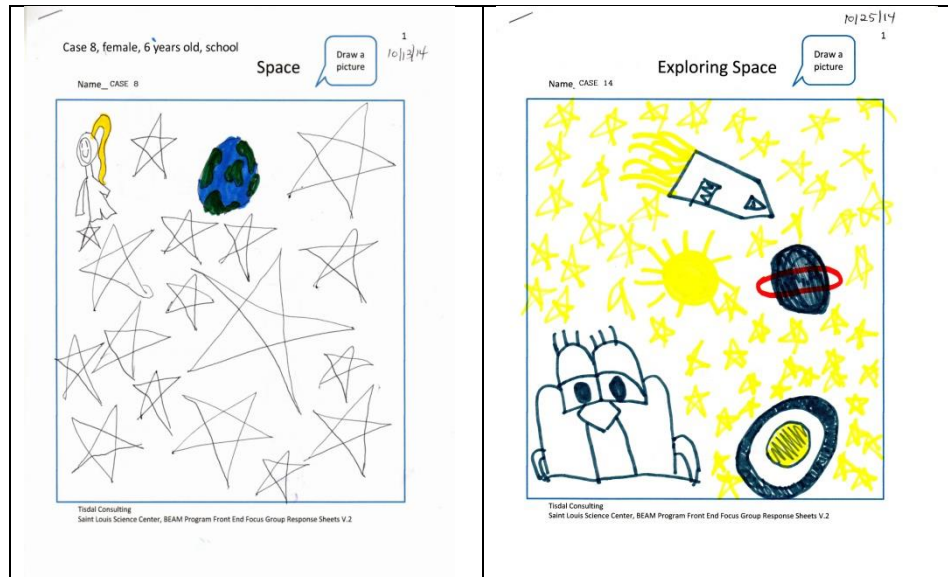 Case 8, female, 6 years old, school
1
10/13/14
Space
Draw a
picture
Name_ CASE 8
Tisdal Consulting
Saint Louis Science Center, BEAM Program Front End Focus Group Response Sheets V.2
10/25/14
1
Exploring Space
Draw a
picture
Name_ CASE 14
Tisdal Consulting
Saint Louis Science Center, BEAM Program Front End Focus Group Response Sheets V.2